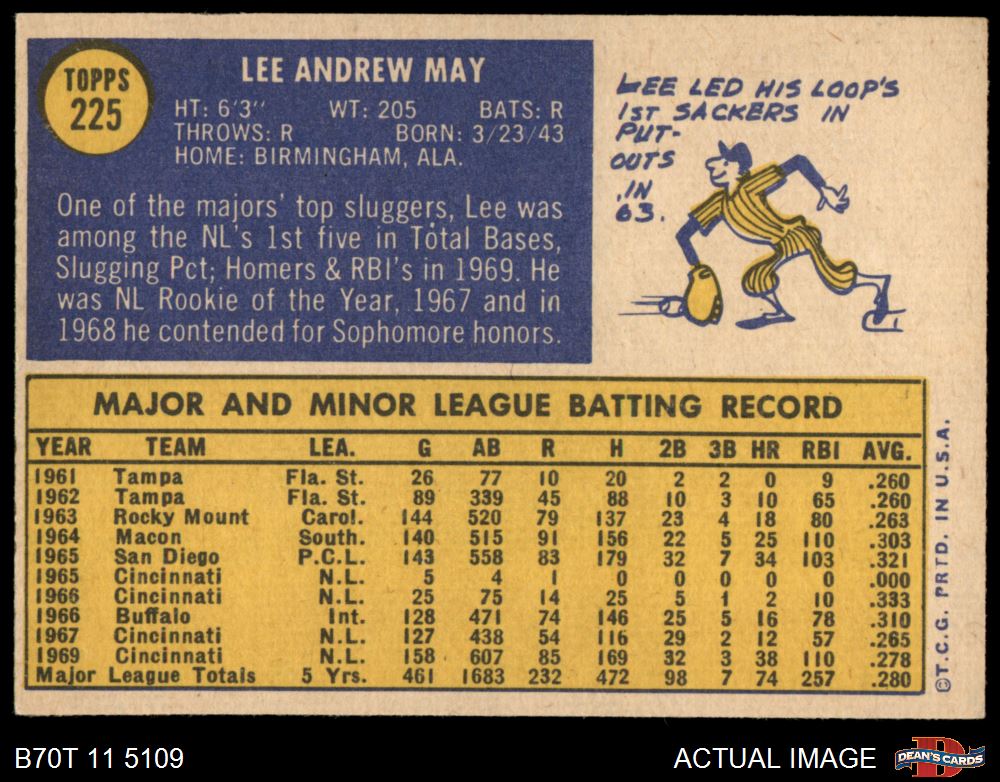 TOPPS
225
LEE ANDREW MAY
HT: 6'3'' WT: 205 BATS: R
THROWS: R BORN: 3/23/43
HOME: BIRMINGHAM, ALA.
One of the majors' top sluggers, Lee was
among the NL's 1st five in Total Bases,
Slugging Pct; Homers & RBI's in 1969. He
was NL Rookie of the Year, 1967 and in
1968 he contended for Sophomore honors.
LEE LED HIS LOOP'S
1ST SACKERS IN
PUT-
OUTS
IN
63.
MAJOR AND MINOR LEAGUE BATTING RECORD
YEAR TEAM LEA. G AB R H 2B 3B HR RBI AVG.
1961 Tampa Fla. St. 26 77 10 20 2 2 0 9 .260
1962 Tampa Fla. St. 89 339 45 88 10 3 10 65 .260
1963 Rocky Mount Carol. 144 520 79 137 23 4 18 80 .263
1964 Macon South. 140 515 91 156 22 5 25 110 .303
1965 San Diego P.C.L. 143 558 83 179 32 7 34 103 .321
1965 Cincinnati N.L. 5 4 1 0 0 0 0 0 .000
1966 Cincinnati N.L. 25 75 14 25 5 1 2 10 .333
1966 Buffalo Int. 128 471 74 146 25 5 16 78 .310
1967 Cincinnati N.L. 127 438 54 116 29 2 12 57 .265
1969 Cincinnati N.L. 158 607 85 169 32 3 38 110 .278
Major League Totals 5 Yrs. 461 1683 232 472 98 7 74 257 .280
©T.C.G. PRTD. IN U.S.A.
B70T 11 5109
ACTUAL IMAGE
D
DEAN'S CARDS